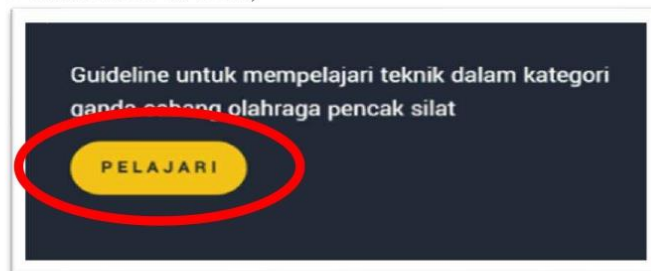 Guideline untuk mempelajari teknik dalam kategori
ganda cabang olahraga pencak silat
PELAJARI